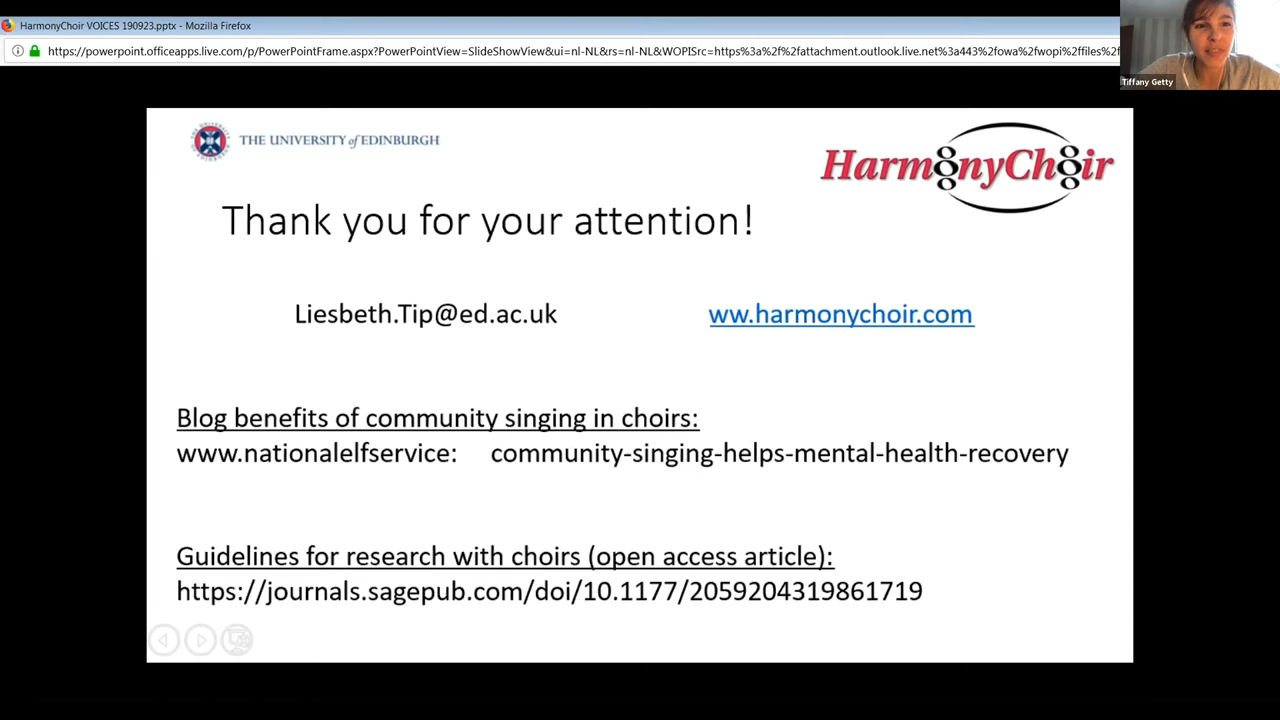 HarmonyChoir VOICES 190923.pptx - Mozilla Firefox
https://powerpoint.officeapps.live.com/p/PowerPointFrame.aspx?PowerPointView=SlideShowView&ui=nl-NL&rs=nl-NL&WOPISrc=http%3a%2f%2fattachment.outlook.live.net%3a443%2fowa%2fwopi%2ffiles%2f
Tiffany Getty
THE UNIVERSITY of EDINBURGH
HarmonyChoir
Thank you for your attention!
Liesbeth.Tip@ed.ac.uk ww.harmonychoir.com
Blog benefits of community singing in choirs:
www.nationalelfservice: community-singing-helps-mental-health-recovery
Guidelines for research with choirs (open access article):
https://journals.sagepub.com/doi/10.1177/2059204319861719